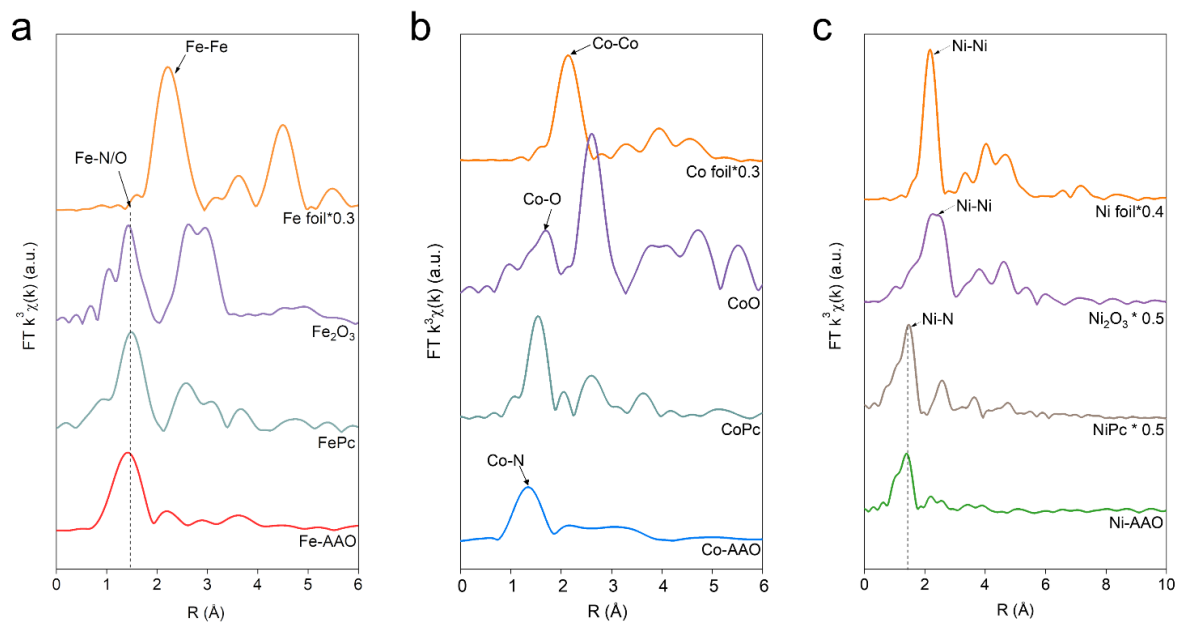 a
Fe-Fe
Fe-N/O
Fe foil*0.3
Fe₂O₃
FePc
Fe-AAO
FT k³χ(k) (a.u.)
0 1 2 3 4 5 6
R (Å)
b
Co-Co
Co foil*0.3
Co-O
CoO
CoPc
Co-N
Co-AAO
FT k³χ(k) (a.u.)
0 1 2 3 4 5 6
R (Å)
c
Ni-Ni
Ni foil*0.4
Ni-Ni
Ni₂O₃ * 0.5
Ni-N
NiPc * 0.5
Ni-AAO
FT k³χ(k) (a.u.)
0 2 4 6 8 10
R (Å)